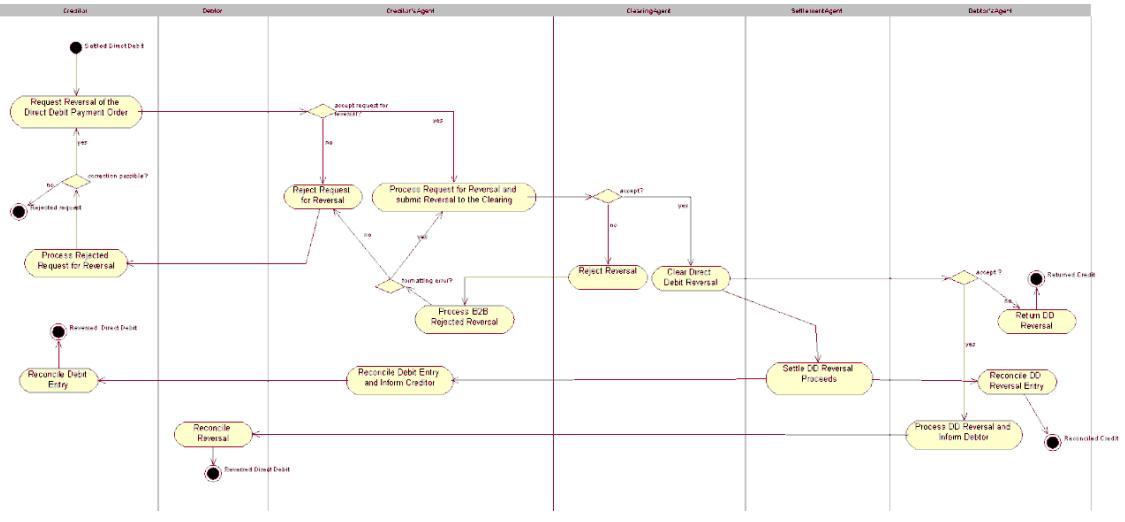 Creditor
Debtor
Creditor'sAgent
ClearingAgent
SettlementAgent
Debtor'sAgent
Settled Direct Debit
Request Reversal of the
Direct Debit Payment Order
accept request for
reversal?
yes
no
yes
correction possible?
no
Rejected request
Process Rejected
Request for Reversal
Reject Request
for Reversal
Process Request for Reversal and
submit Reversal to the Clearing
no
yes
formatting error?
Process B2B
Rejected Reversal
accept?
yes
no
Reject Reversal
Clear Direct
Debit Reversal
accept ?
no
yes
Returned Credit
Return DD
Reversal
Reversed Direct Debit
Reconcile Debit
Entry
Reconcile Debit Entry
and Inform Creditor
Settle DD Reversal
Proceeds
Reconcile DD
Reversal Entry
Reconcile
Reversal
Process DD Reversal and
Inform Debtor
Reconciled Credit
Reversed Direct Debit